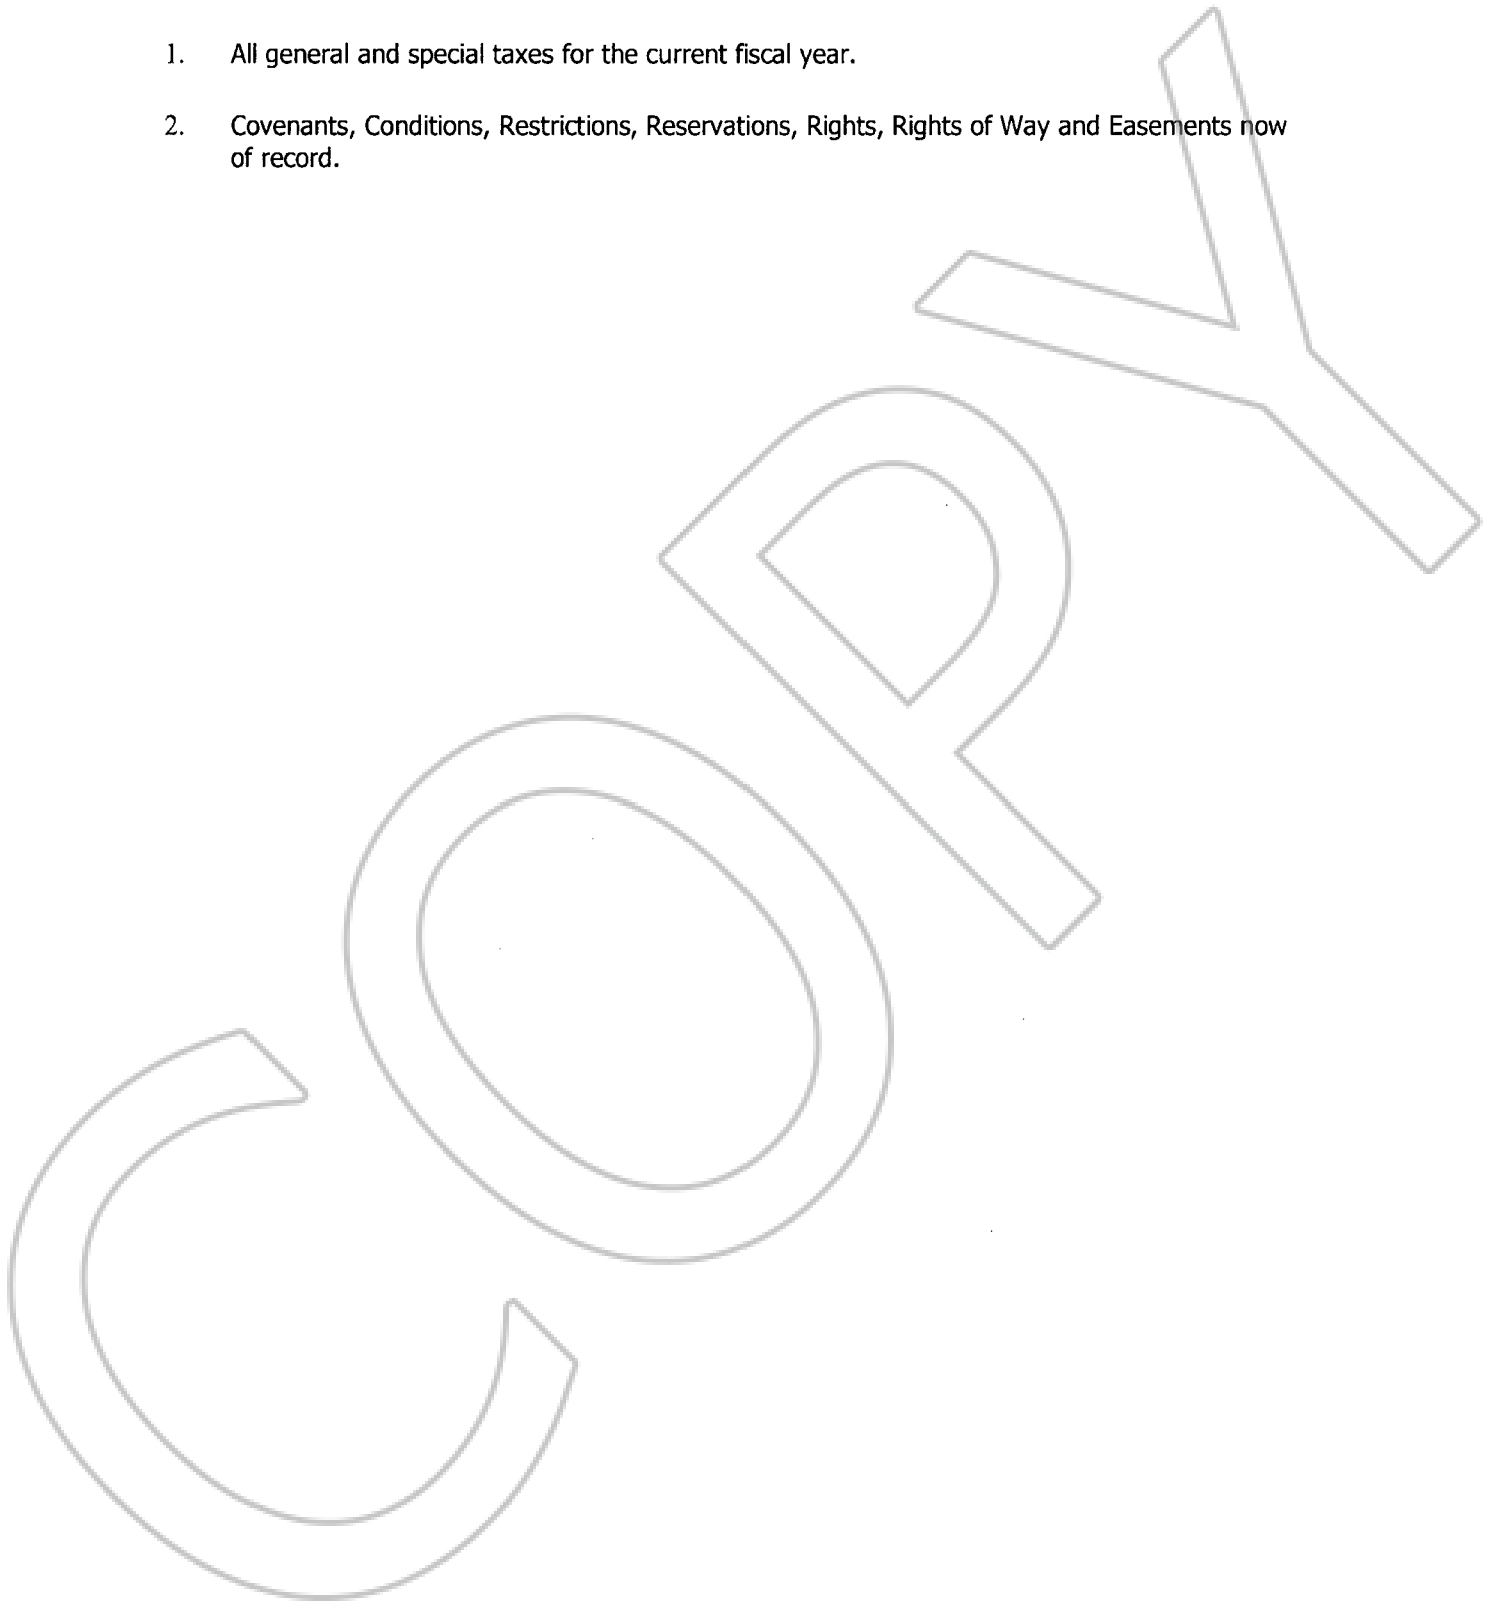 1. All general and special taxes for the current fiscal year.
2. Covenants, Conditions, Restrictions, Reservations, Rights, Rights of Way and Easements now
of record.
COPY